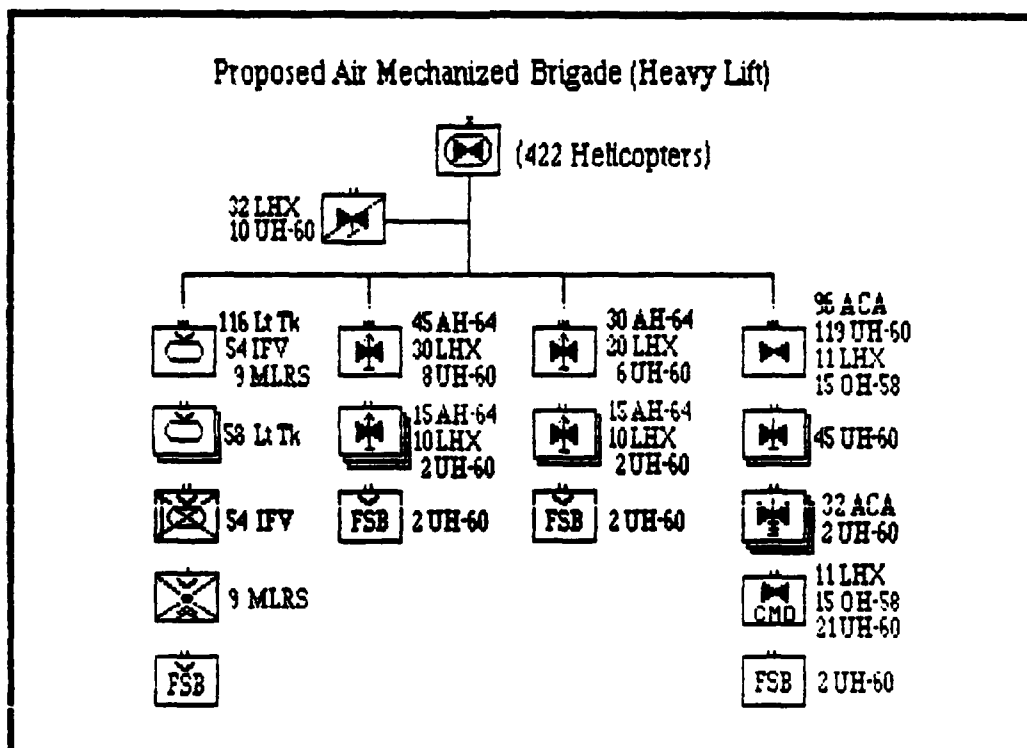 Proposed Air Mechanized Brigade (Heavy Lift)
(422 Helicopters)
32 LHX
10 UH-60
116 Lt Tk
54 IFV
9 MLRS
45 AH-64
30 LHX
8 UH-60
30 AH-64
20 LHX
6 UH-60
96 ACA
119 UH-60
11 LHX
15 OH-58
58 Lt Tk
15 AH-64
10 LHX
2 UH-60
15 AH-64
10 LHX
2 UH-60
45 UH-60
54 IFV
FSB
2 UH-60
FSB
2 UH-60
32 ACA
2 UH-60
9 MLRS
CMD
11 LHX
15 OH-58
21 UH-60
FSB
FSB
2 UH-60